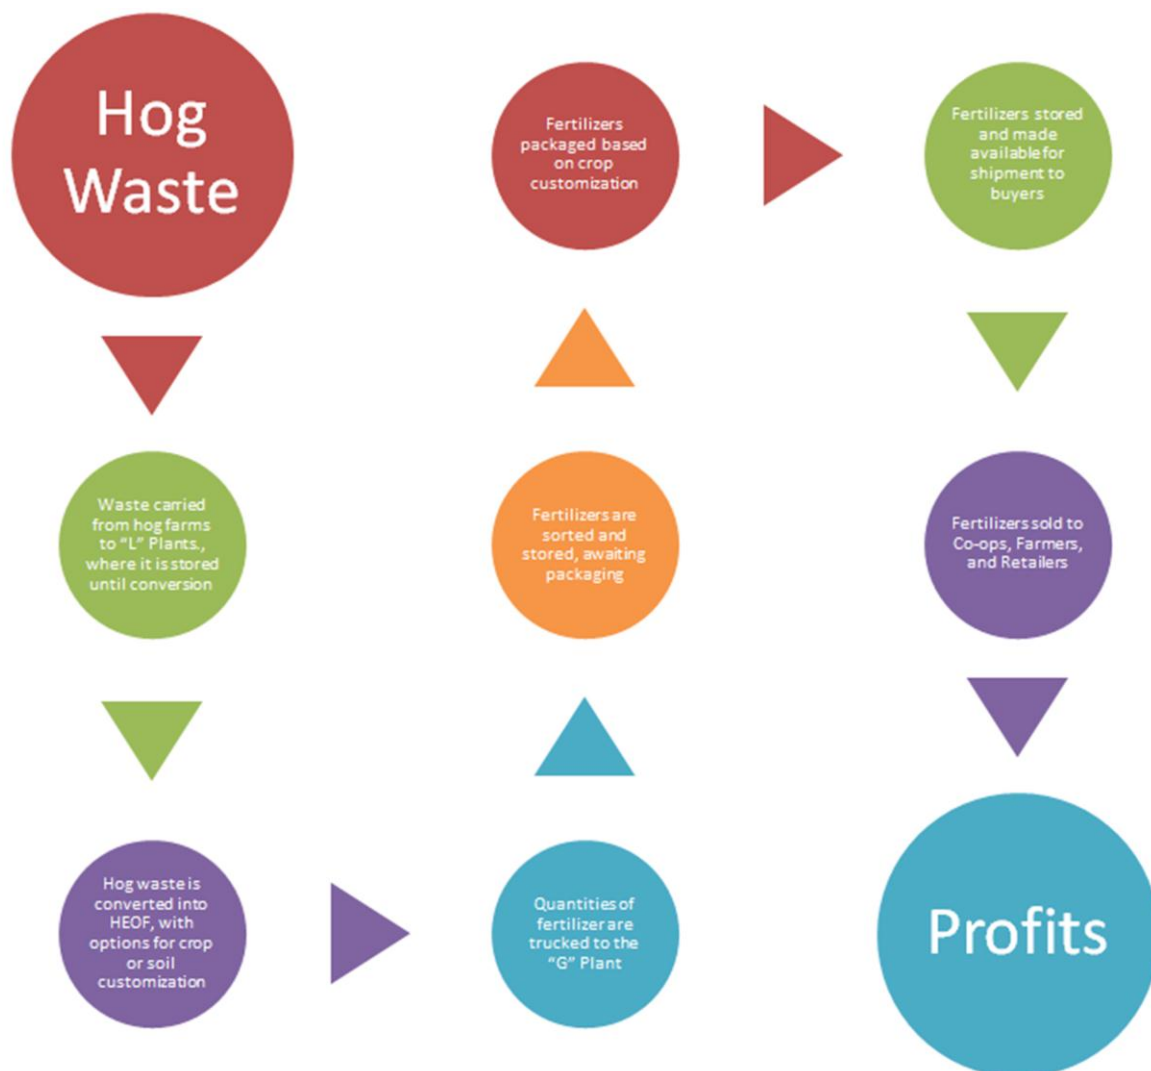 Hog
Waste
Waste carried
from hog farms
to “L” Plants.,
where it is stored
until conversion
Hog waste is
converted into
HEOF, with
options for crop
or soil
customization
Quantities of
fertilizer are
trucked to the
“G” Plant
Fertilizers are
sorted and
stored, awaiting
packaging
Fertilizers
packaged based
on crop
customization
Fertilizers stored
and made
available for
shipment to
buyers
Fertilizers sold to
Co-ops, Farmers,
and Retailers
Profits